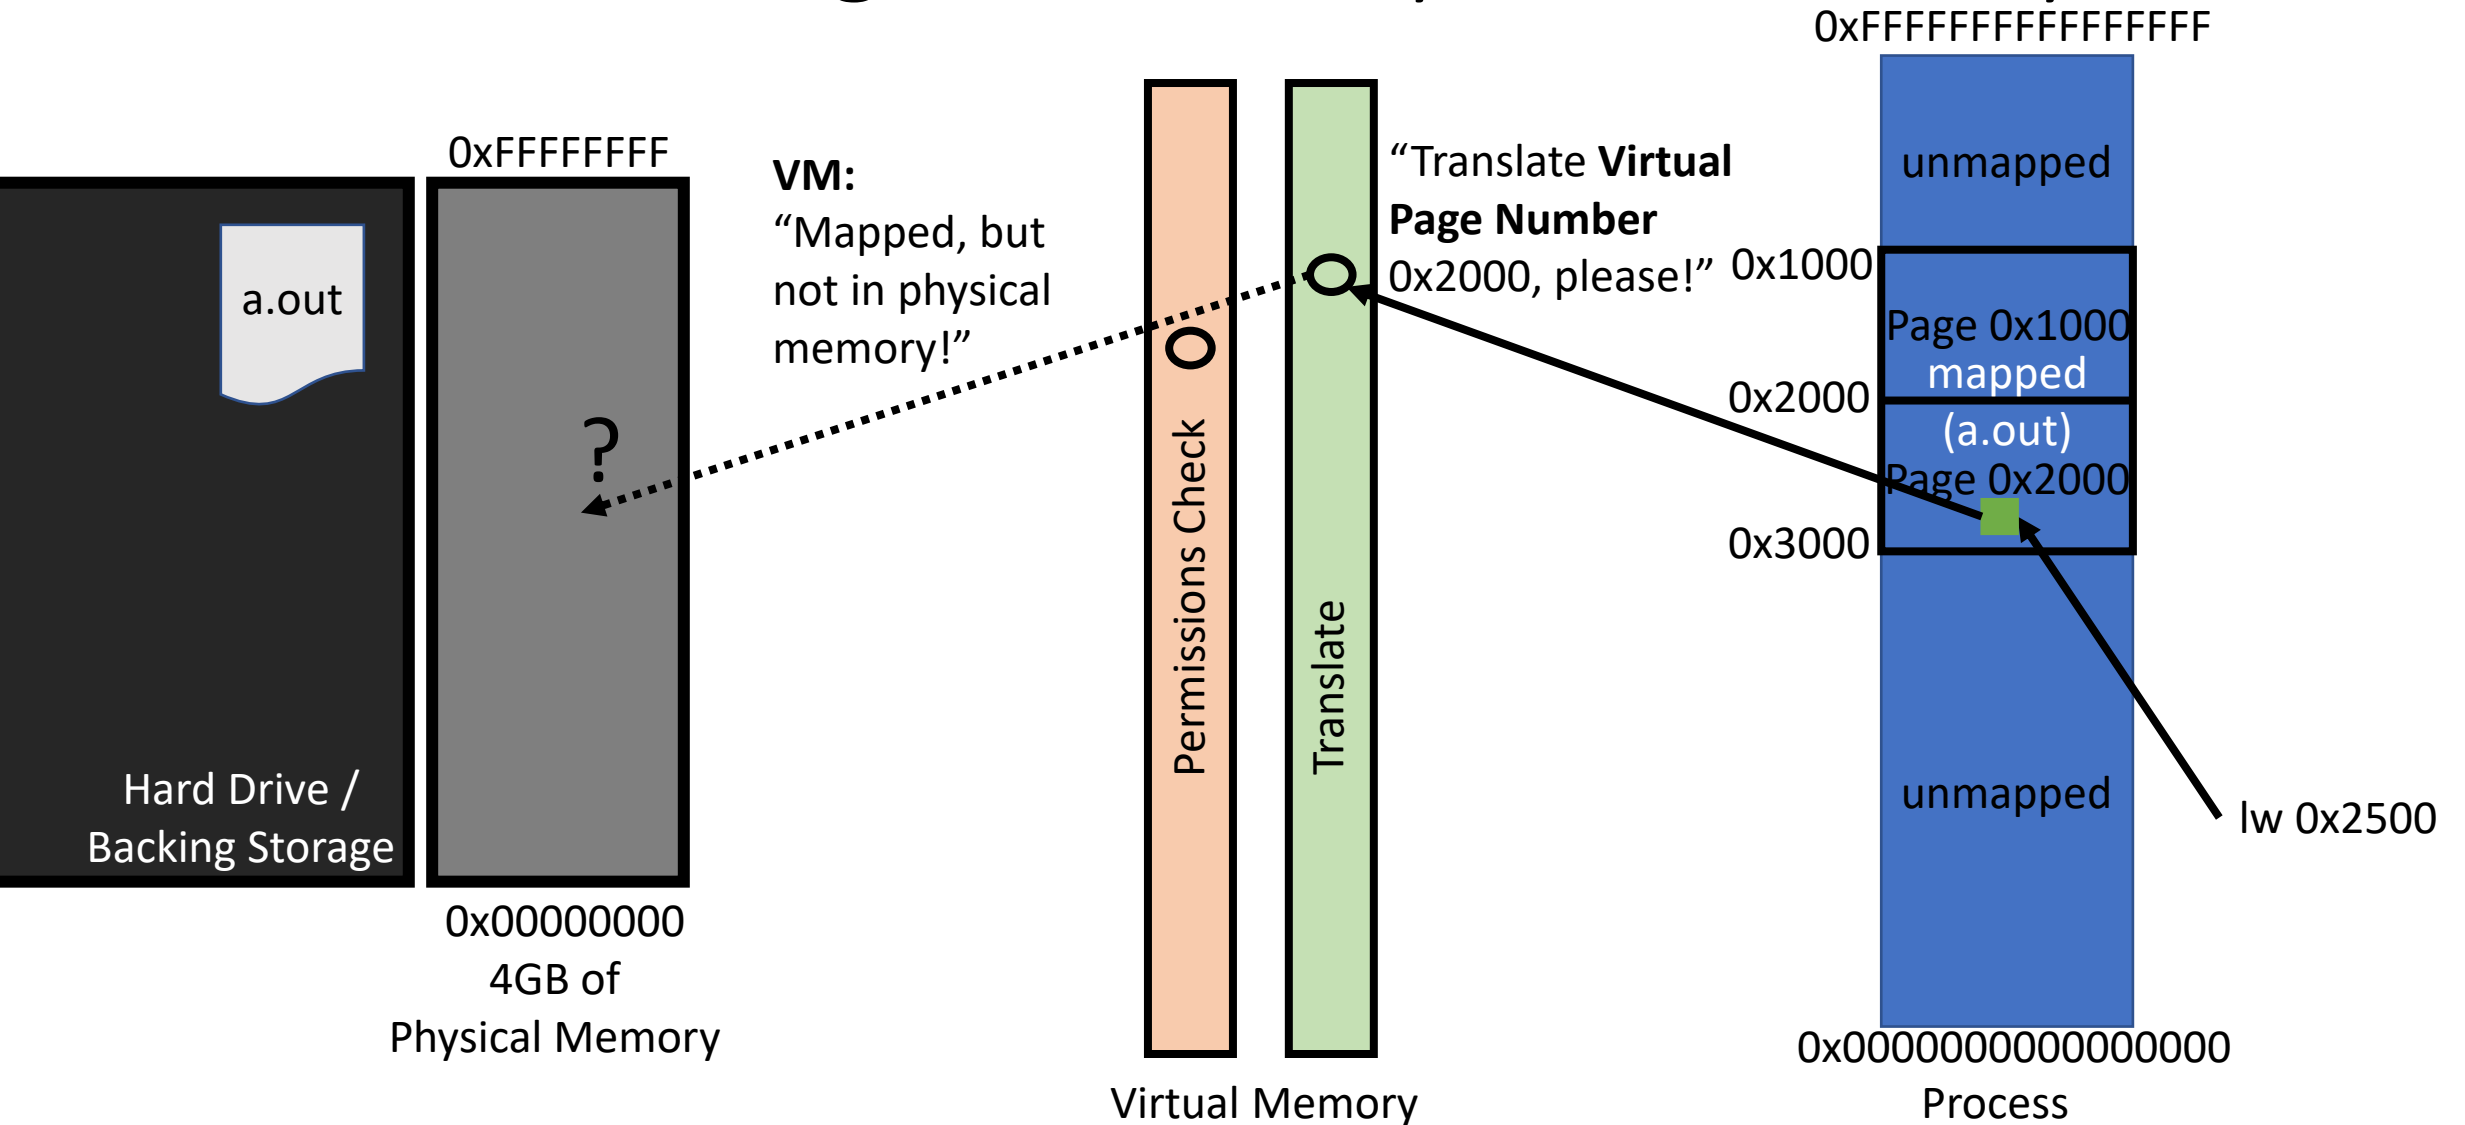 0xFFFFFFFFFFFFFFFF
0xFFFFFFFF
VM:
“Mapped, but
not in physical
memory!”
“Translate Virtual
Page Number
0x2000, please!”
unmapped
0x1000
Page 0x1000
mapped
0x2000
(a.out)
Page 0x2000
0x3000
unmapped
lw 0x2500
a.out
?
Permissions Check
Translate
Hard Drive /
Backing Storage
0x00000000
4GB of
Physical Memory
Virtual Memory
0x0000000000000000
Process